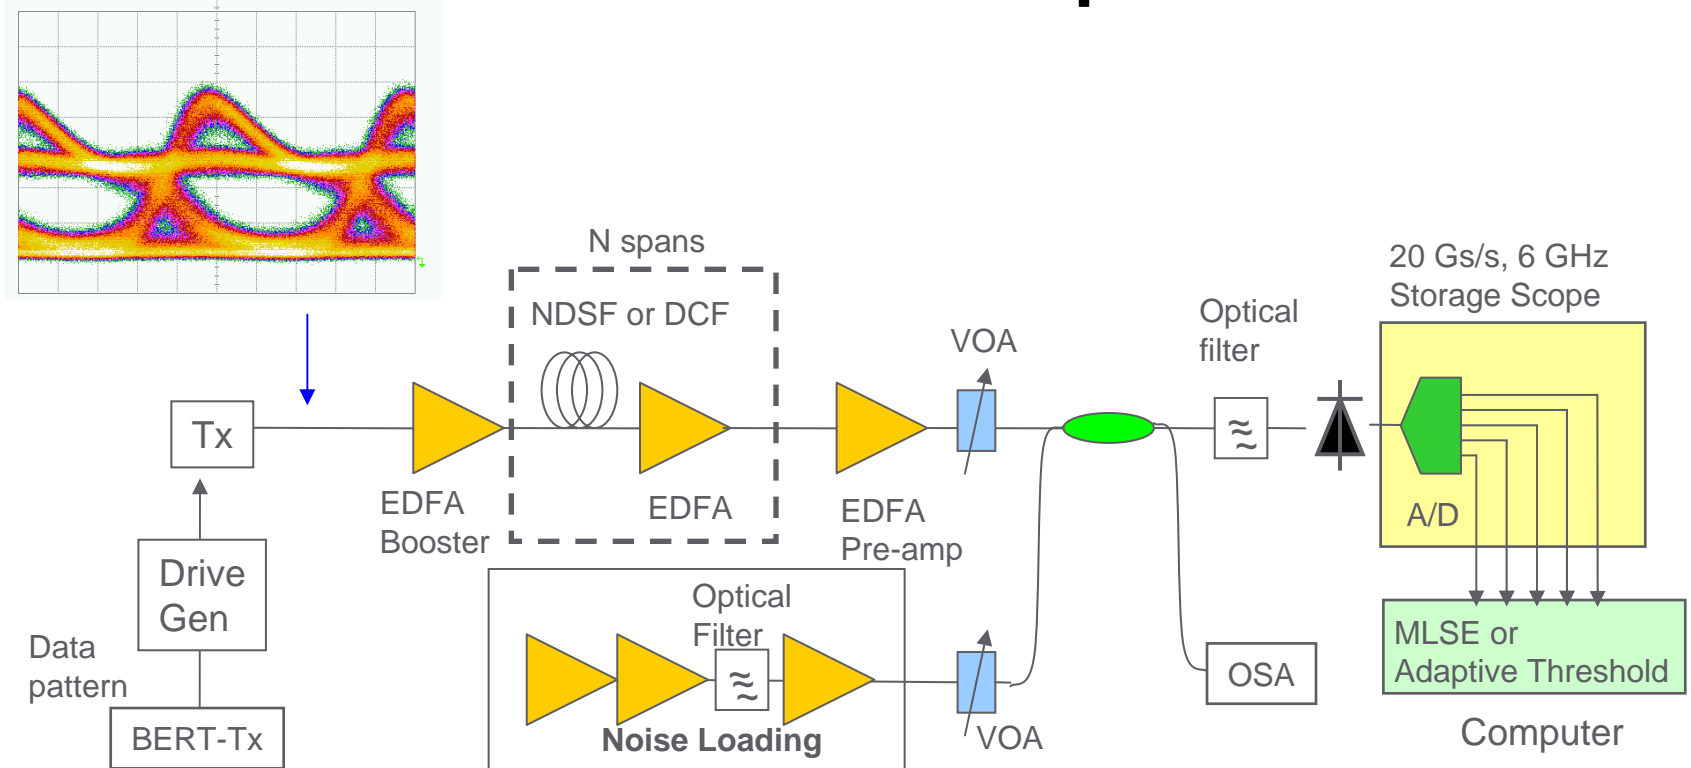 N spans
NDSF or DCF
20 Gs/s, 6 GHz
Storage Scope
Optical
filter
VOA
Tx
EDFA
Booster
EDFA
EDFA
Pre-amp
A/D
Drive
Gen
Data
pattern
BERT-Tx
Optical
Filter
Noise Loading
VOA
OSA
MLSE or
Adaptive Threshold
Computer